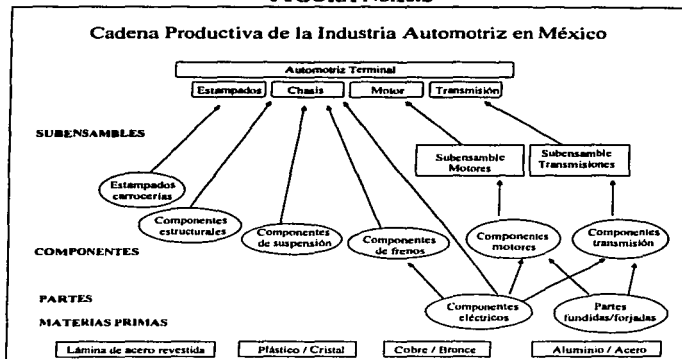 Cadena Productiva de la Industria Automotriz en México
Automotriz Terminal
Estampados
Chasis
Motor
Transmisión
SUBENSAMBLES
Subensamble
Motores
Subensamble
Transmisiones
Estampados
carrocerías
Componentes
estructurales
Componentes
de suspensión
Componentes
de frenos
Componentes
motores
Componentes
transmisión
COMPONENTES
PARTES
Componentes
eléctricos
Partes
fundidas/forjadas
MATERIAS PRIMAS
Lámina de acero revestida
Plástico / Cristal
Cobre / Bronce
Aluminio / Acero